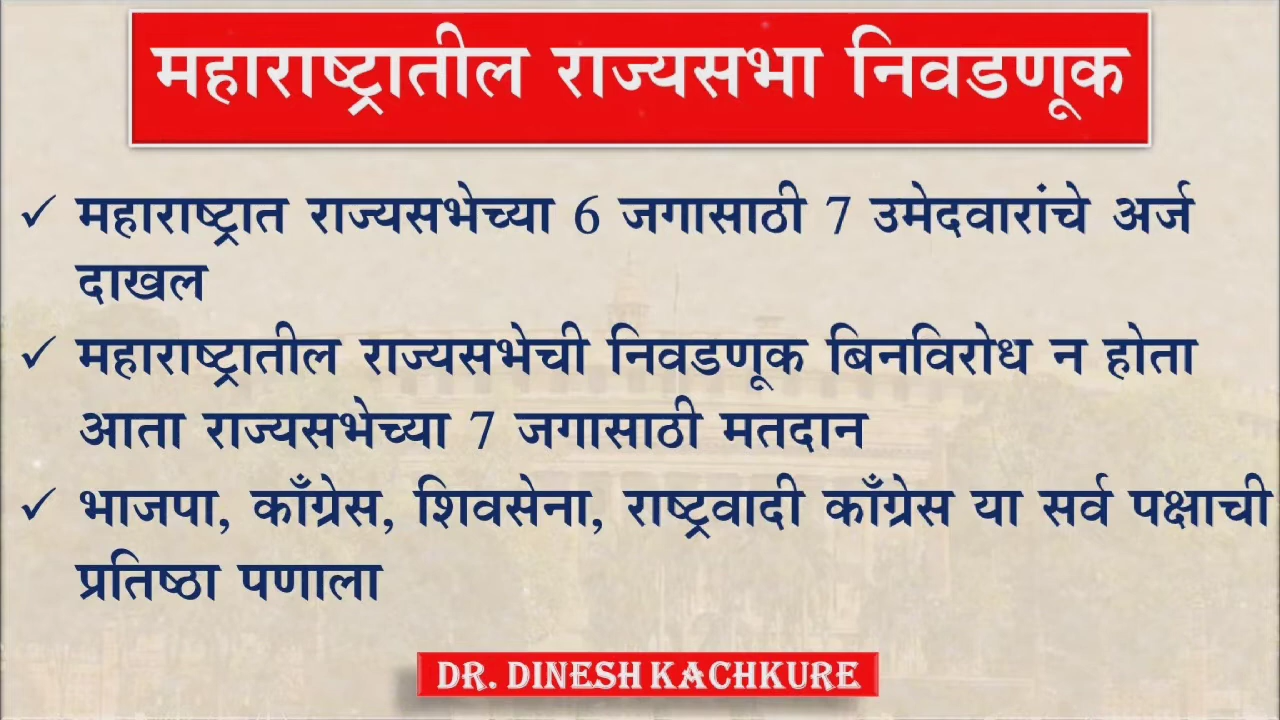 महाराष्ट्रातील राज्यसभा निवडणूक
✓ महाराष्ट्रात राज्यसभेच्या 6 जगासाठी 7 उमेदवारांचे अर्ज
दाखल
✓ महाराष्ट्रातील राज्यसभेची निवडणूक बिनविरोध न होता
आता राज्यसभेच्या 7 जगासाठी मतदान
✓ भाजपा, काँग्रेस, शिवसेना, राष्ट्रवादी काँग्रेस या सर्व पक्षाची
प्रतिष्ठा पणाला
DR. DINESH KACHKURE